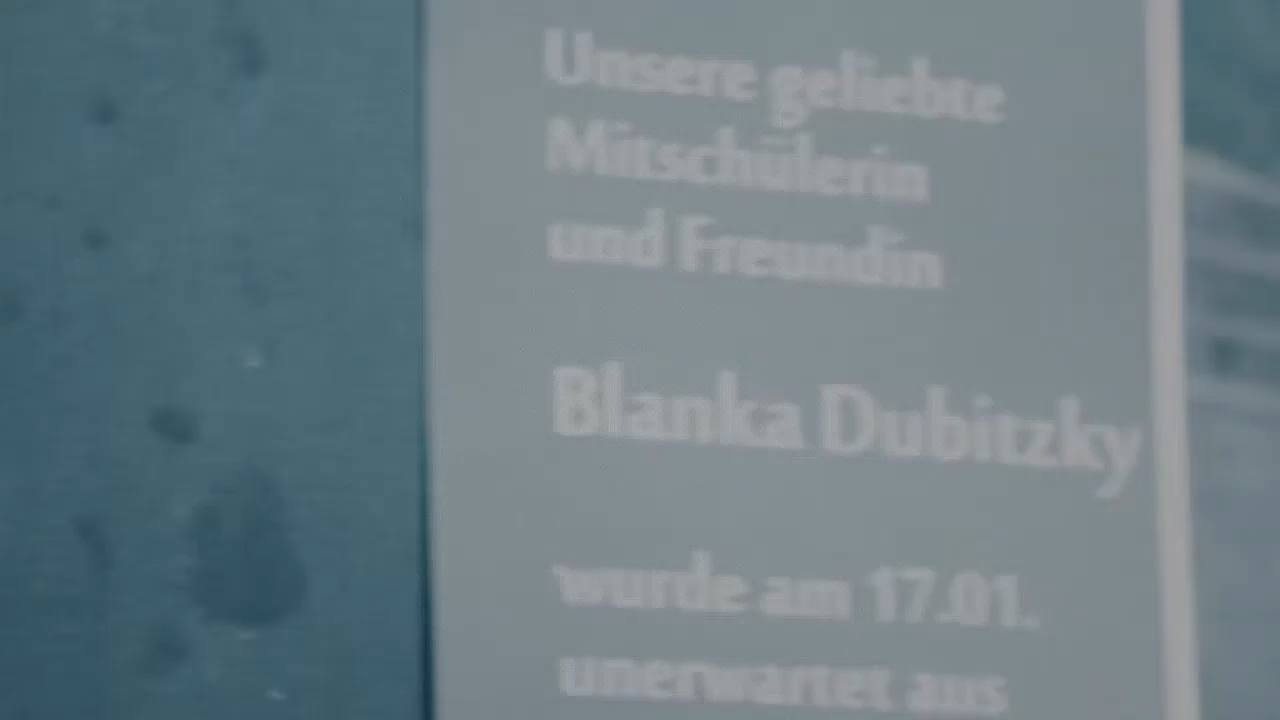 Unsere geliebte
Mitschülerin
und Freundin
Blanka Dubitzky
wurde am 17.01.
unerwartet aus